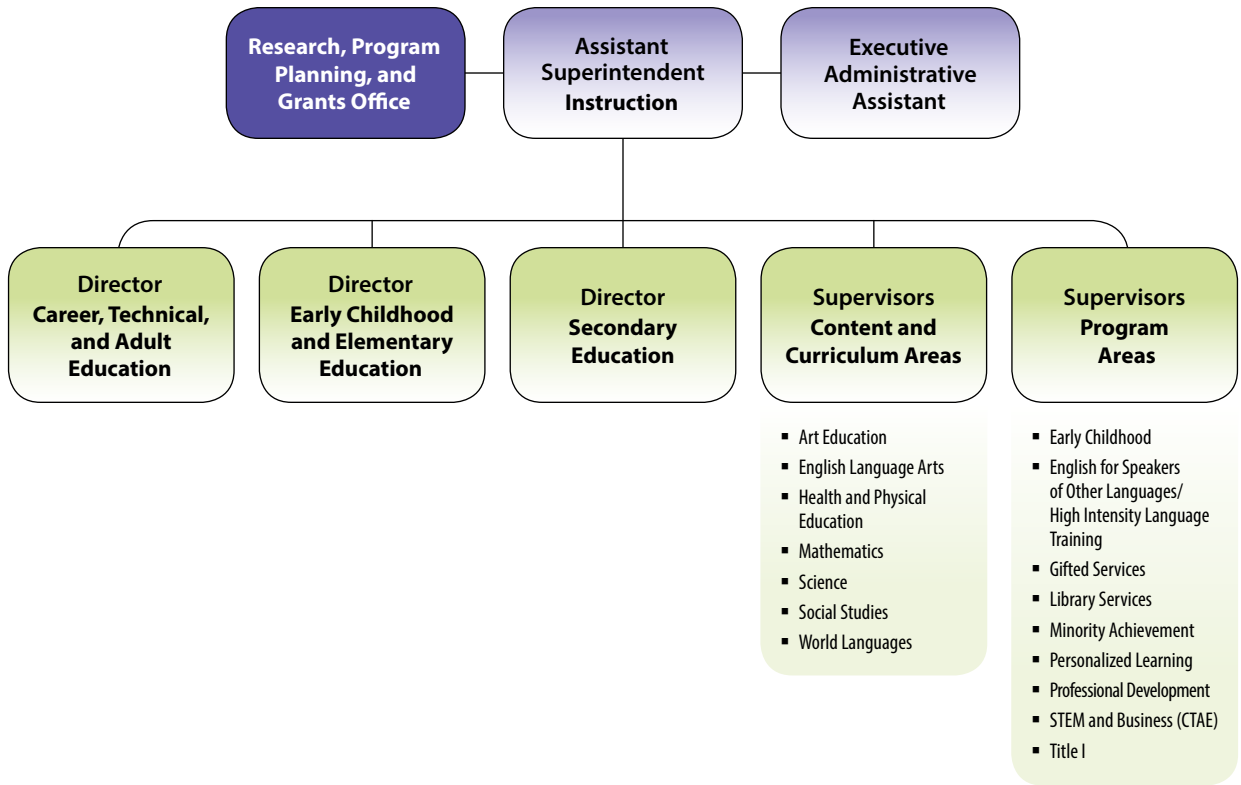 Research, Program
Planning, and
Grants Office
Assistant
Superintendent
Instruction
Executive
Administrative
Assistant
Director
Career, Technical,
and Adult
Education
Director
Early Childhood
and Elementary
Education
Director
Secondary
Education
Supervisors
Content and
Curriculum Areas
Supervisors
Program
Areas
▪ Art Education
▪ English Language Arts
▪ Health and Physical
Education
▪ Mathematics
▪ Science
▪ Social Studies
▪ World Languages
▪ Early Childhood
▪ English for Speakers
of Other Languages/
High Intensity Language
Training
▪ Gifted Services
▪ Library Services
▪ Minority Achievement
▪ Personalized Learning
▪ Professional Development
▪ STEM and Business (CTAE)
▪ Title I